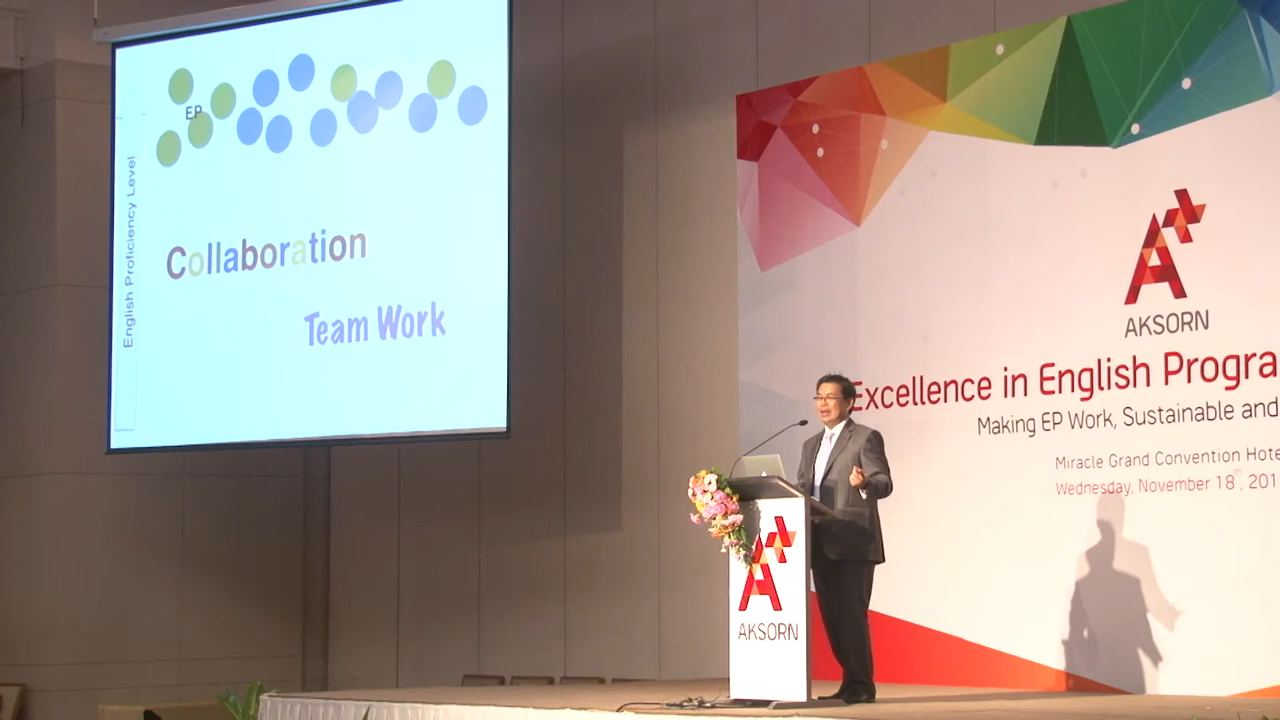 EP
English Proficiency Level
Collaboration
Team Work
AKSORN
Excellence in English Progra
Making EP Work, Sustainable and
Miracle Grand Convention Hote
Wednesday, November 18th, 201
AKSORN